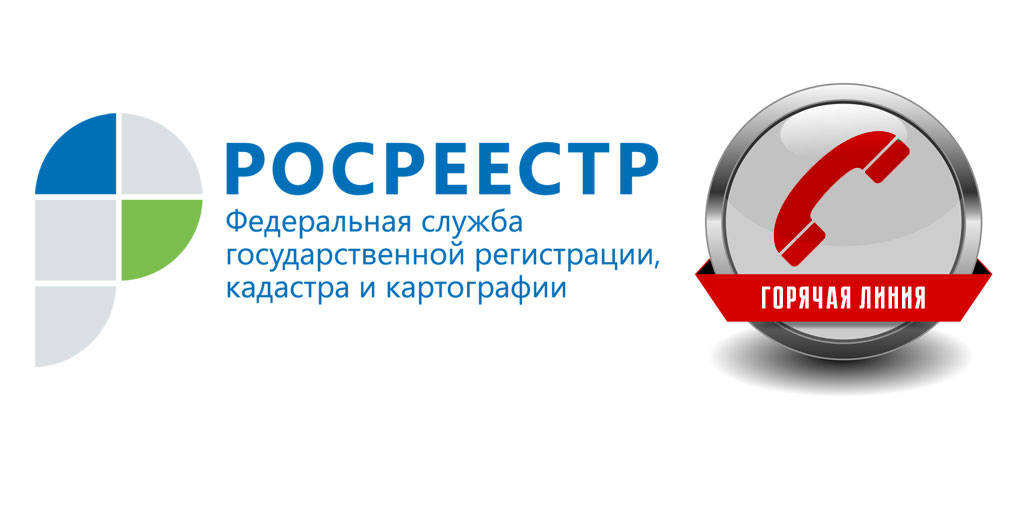 РОСРЕЕСТР
Федеральная служба
государственной регистрации,
кадастра и картографии
ГОРЯЧАЯ ЛИНИЯ